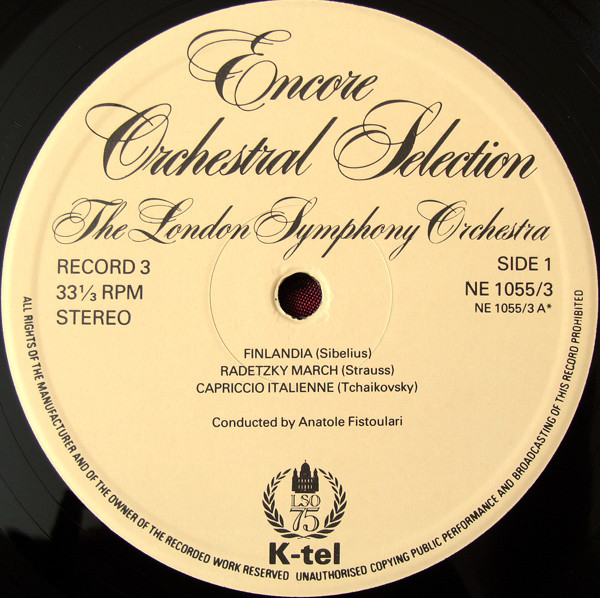 Encore
Orchestral Selection
The London Symphony Orchestra
RECORD 3
33⅓ RPM
STEREO
SIDE 1
NE 1055/3
NE 1055/3 A*
FINLANDIA (Sibelius)
RADETZKY MARCH (Strauss)
CAPRICCIO ITALIENNE (Tchaikovsky)
Conducted by Anatole Fistoulari
LSO
75
K-tel
ALL RIGHTS OF THE MANUFACTURER AND OF THE OWNER OF THE RECORDED WORK RESERVED UNAUTHORISED COPYING PUBLIC PERFORMANCE AND BROADCASTING OF THIS RECORD PROHIBITED